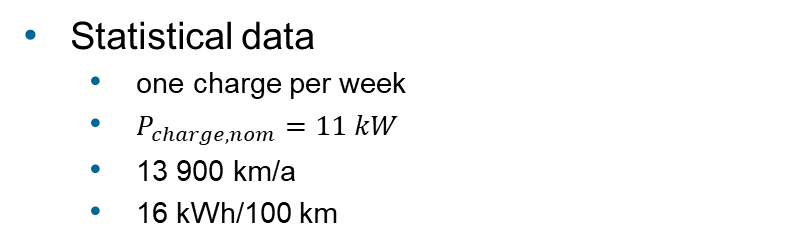 • Statistical data
• one charge per week
• P_charge,nom = 11 kW
• 13 900 km/a
• 16 kWh/100 km